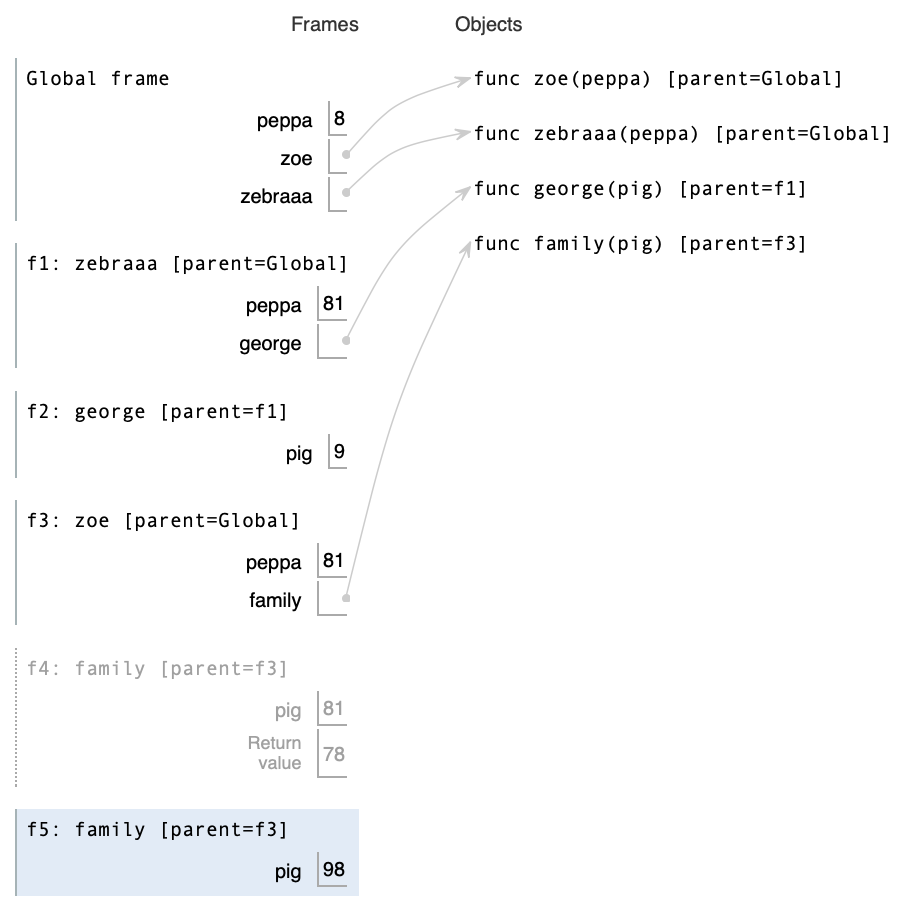 Frames Objects
Global frame
func zoe(peppa) [parent=Global]
peppa 8
func zebraaa(peppa) [parent=Global]
zoe
func george(pig) [parent=f1]
zebraaa
func family(pig) [parent=f3]
f1: zebraaa [parent=Global]
peppa 81
george
f2: george [parent=f1]
pig 9
f3: zoe [parent=Global]
peppa 81
family
f4: family [parent=f3]
pig 81
Return
value 78
f5: family [parent=f3]
pig 98